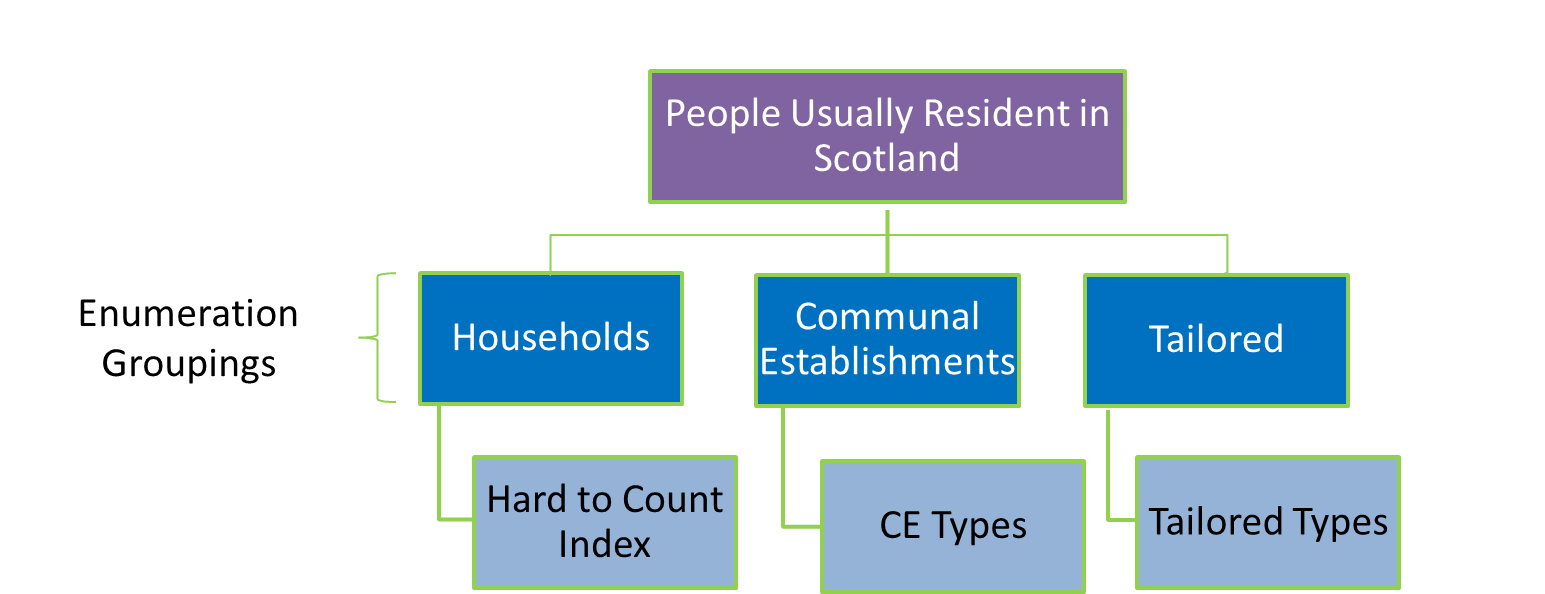 People Usually Resident in
Scotland
Enumeration
Groupings
Households
Communal
Establishments
Tailored
Hard to Count
Index
CE Types
Tailored Types